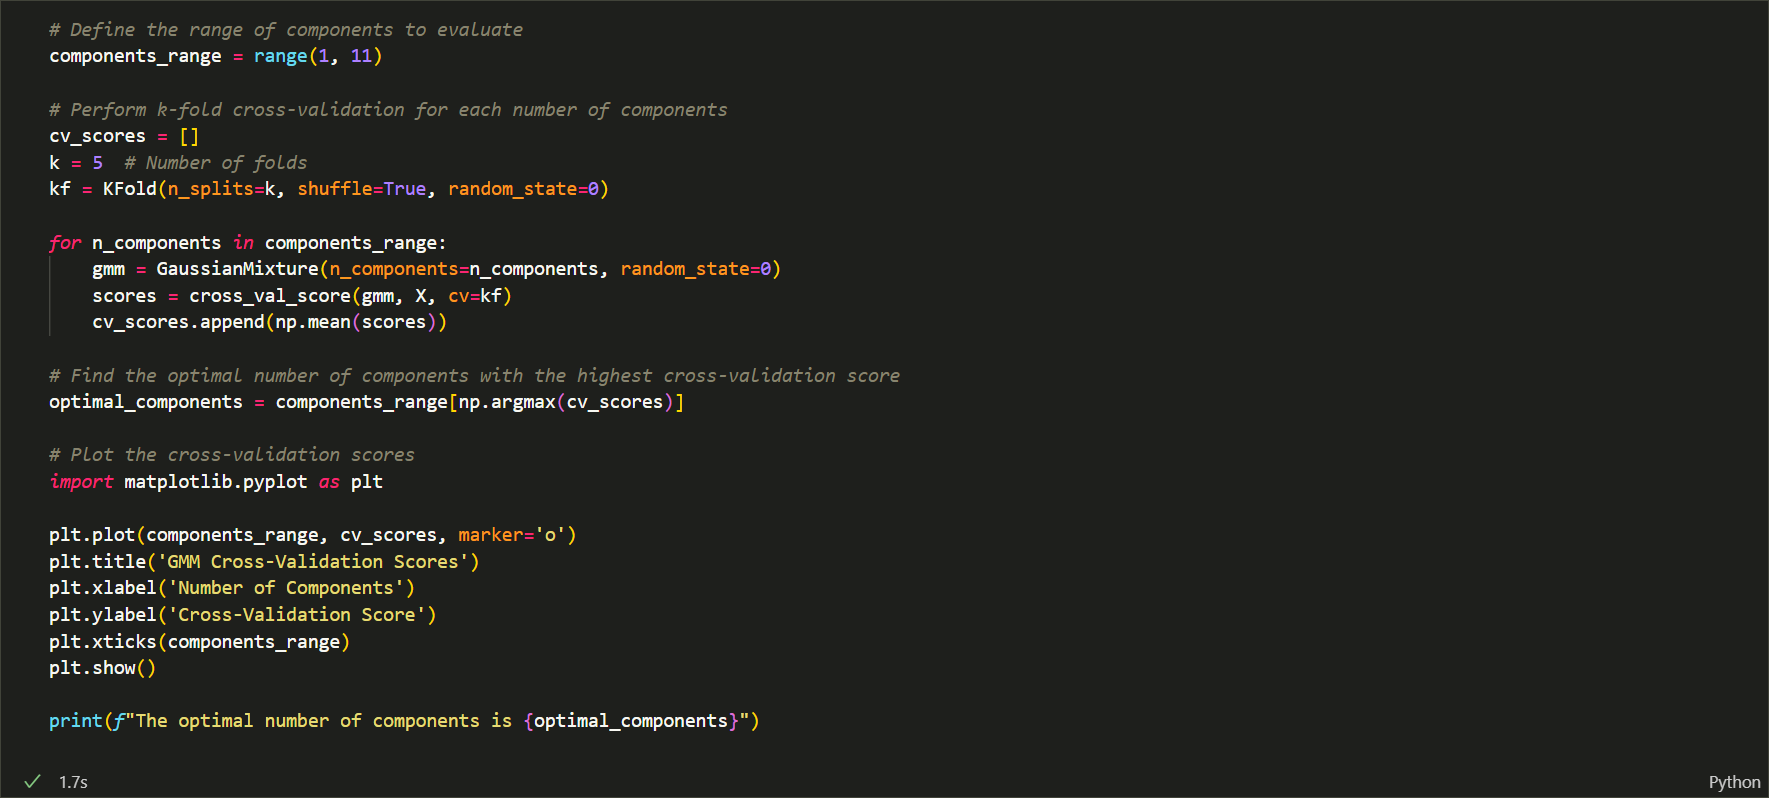 # Define the range of components to evaluate
components_range = range(1, 11)
# Perform k-fold cross-validation for each number of components
cv_scores = []
k = 5  # Number of folds
kf = KFold(n_splits=k, shuffle=True, random_state=0)
for n_components in components_range:
    gmm = GaussianMixture(n_components=n_components, random_state=0)
    scores = cross_val_score(gmm, X, cv=kf)
    cv_scores.append(np.mean(scores))
# Find the optimal number of components with the highest cross-validation score
optimal_components = components_range[np.argmax(cv_scores)]
# Plot the cross-validation scores
import matplotlib.pyplot as plt
plt.plot(components_range, cv_scores, marker='o')
plt.title('GMM Cross-Validation Scores')
plt.xlabel('Number of Components')
plt.ylabel('Cross-Validation Score')
plt.xticks(components_range)
plt.show()
print(f"The optimal number of components is {optimal_components}")
1.7s
Python